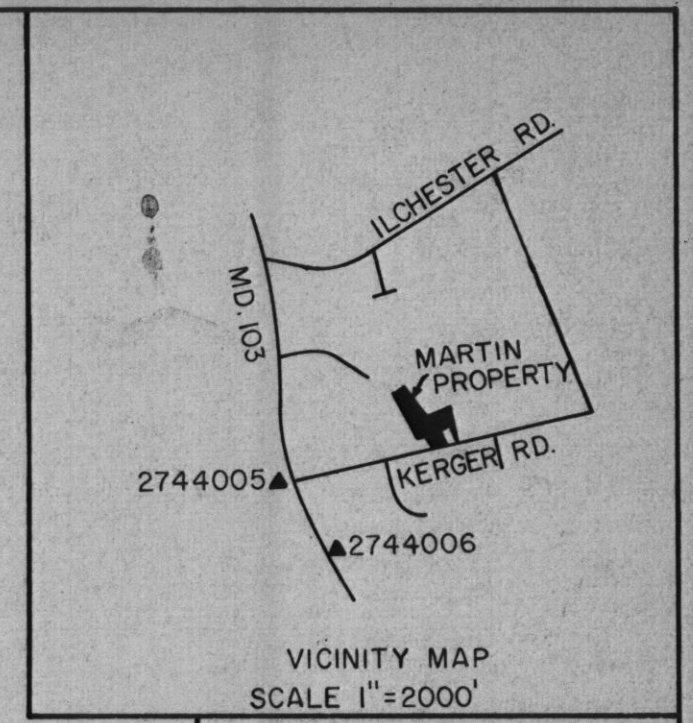 ILCHESTER RD.
MD. 103
MARTIN
PROPERTY
KERGER RD.
2744005
2744006
VICINITY MAP
SCALE 1"=2000'